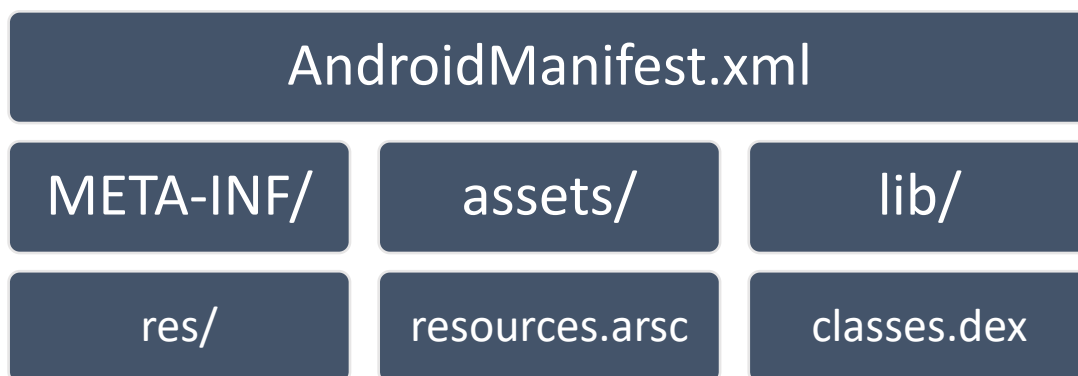 AndroidManifest.xml
META-INF/ assets/ lib/
res/ resources.arsc classes.dex